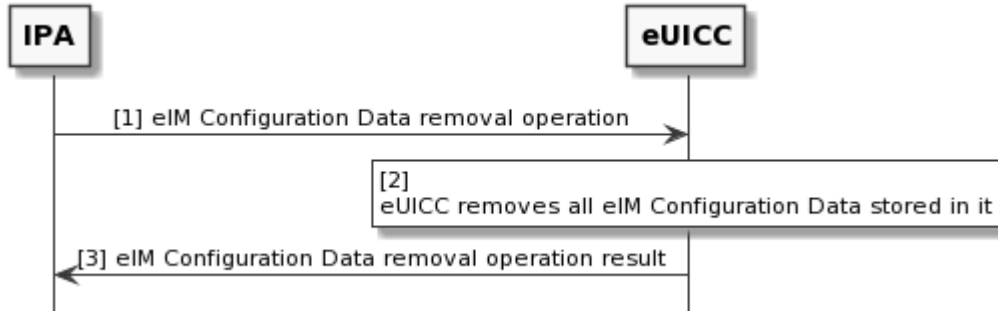 IPA
eUICC
[1] eIM Configuration Data removal operation
[2]
eUICC removes all eIM Configuration Data stored in it
[3] eIM Configuration Data removal operation result